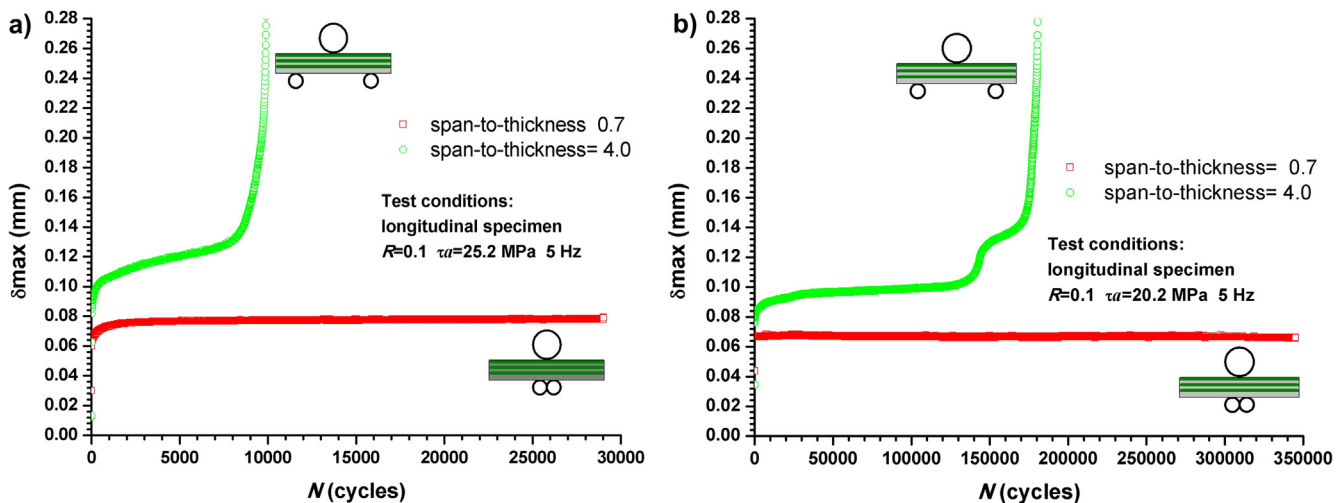 a)
0.28
0.26
0.24
0.22
0.20
0.18
0.16
0.14
0.12
0.10
0.08
0.06
0.04
0.02
0.00
δmax (mm)
span-to-thickness 0.7
span-to-thickness= 4.0
Test conditions:
longitudinal specimen
R=0.1 τa=25.2 MPa 5 Hz
0 5000 10000 15000 20000 25000 30000
N (cycles)
b)
0.28
0.26
0.24
0.22
0.20
0.18
0.16
0.14
0.12
0.10
0.08
0.06
0.04
0.02
0.00
δmax (mm)
span-to-thickness= 0.7
span-to-thickness= 4.0
Test conditions:
longitudinal specimen
R=0.1 τa=20.2 MPa 5 Hz
0 50000 100000 150000 200000 250000 300000 350000
N (cycles)